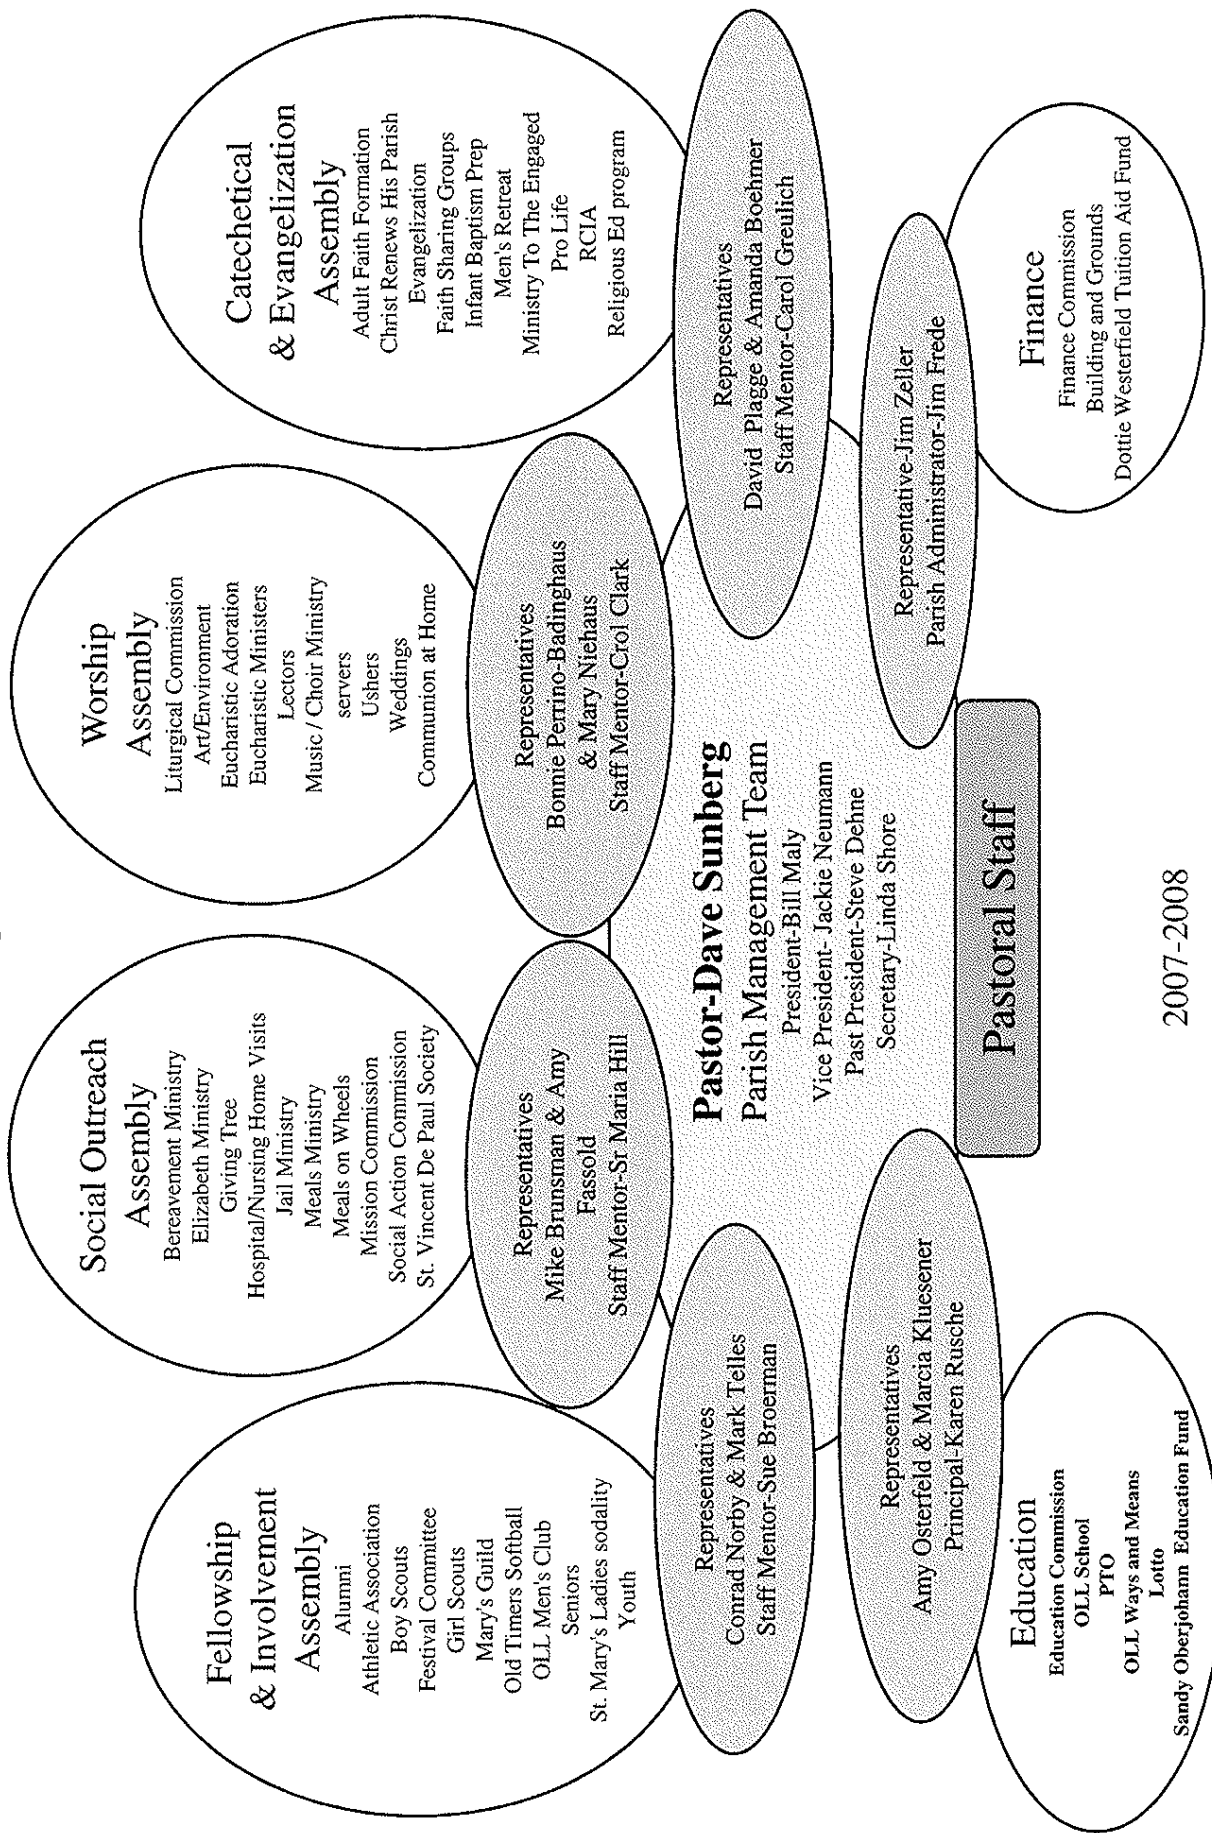 Fellowship
& Involvement
Assembly
Alumni
Athletic Association
Boy Scouts
Festival Committee
Girl Scouts
Mary's Guild
Old Timers Softball
OLL Men's Club
Seniors
St. Mary's Ladies sodality
Youth
Social Outreach
Assembly
Bereavement Ministry
Elizabeth Ministry
Giving Tree
Hospital/Nursing Home Visits
Jail Ministry
Meals Ministry
Meals on Wheels
Mission Commission
Social Action Commission
St. Vincent De Paul Society
Worship
Assembly
Liturgical Commission
Art/Environment
Eucharistic Adoration
Eucharistic Ministers
Lectors
Music / Choir Ministry
servers
Ushers
Weddings
Communion at Home
Catechetical
& Evangelization
Assembly
Adult Faith Formation
Christ Renews His Parish
Evangelization
Faith Sharing Groups
Infant Baptism Prep
Men's Retreat
Ministry To The Engaged
Pro Life
RCIA
Religious Ed program
Representatives
Conrad Norby & Mark Telles
Staff Mentor-Sue Broerman
Representatives
Mike Brunsman & Amy
Fassold
Staff Mentor-Sr Maria Hill
Representatives
Bonnie Perrino-Badinghaus
& Mary Niehaus
Staff Mentor-Crol Clark
Representatives
David Plagge & Amanda Boehmer
Staff Mentor-Carol Greulich
Pastor-Dave Sunberg
Parish Management Team
President-Bill Maly
Vice President- Jackie Neumann
Past President-Steve Dehne
Secretary-Linda Shore
Representatives
Amy Osterfeld & Marcia Kluesener
Principal-Karen Rusche
Representative-Jim Zeller
Parish Administrator-Jim Frede
Pastoral Staff
Education
Education Commission
OLL School
PTO
OLL Ways and Means
Lotto
Sandy Oberjohann Education Fund
Finance
Finance Commission
Building and Grounds
Dottie Westerfield Tuition Aid Fund
2007-2008